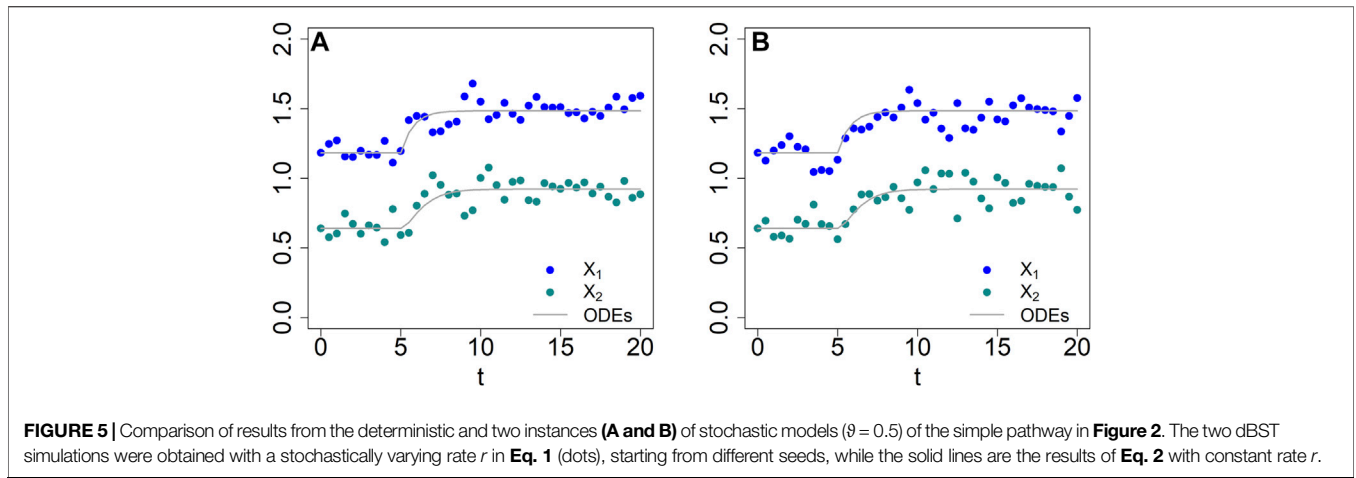 A
2.0
1.5
1.0
0.5
0.0
X1
X2
ODEs
0 5 10 15 20
t
B
2.0
1.5
1.0
0.5
0.0
X1
X2
ODEs
0 5 10 15 20
t
FIGURE 5 | Comparison of results from the deterministic and two instances (A and B) of stochastic models (ϑ = 0.5) of the simple pathway in Figure 2. The two dBST
simulations were obtained with a stochastically varying rate r in Eq. 1 (dots), starting from different seeds, while the solid lines are the results of Eq. 2 with constant rate r.